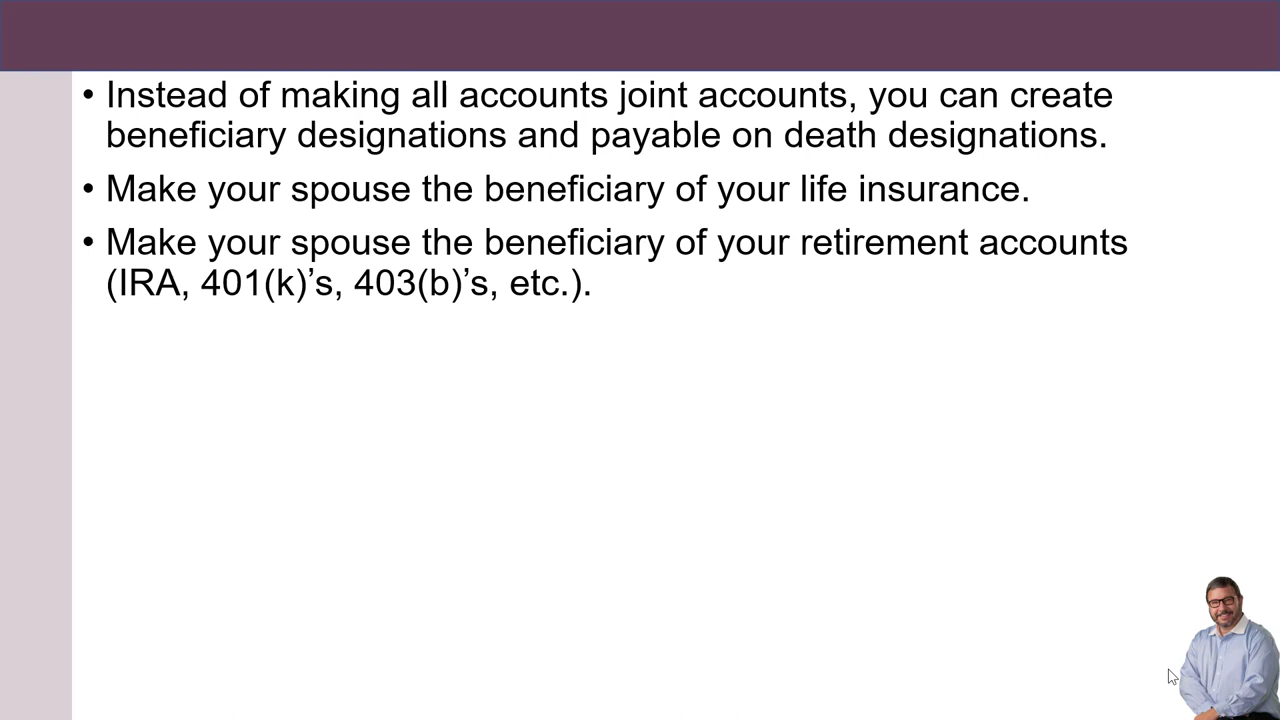 • Instead of making all accounts joint accounts, you can create
beneficiary designations and payable on death designations.
• Make your spouse the beneficiary of your life insurance.
• Make your spouse the beneficiary of your retirement accounts
(IRA, 401(k)’s, 403(b)’s, etc.).